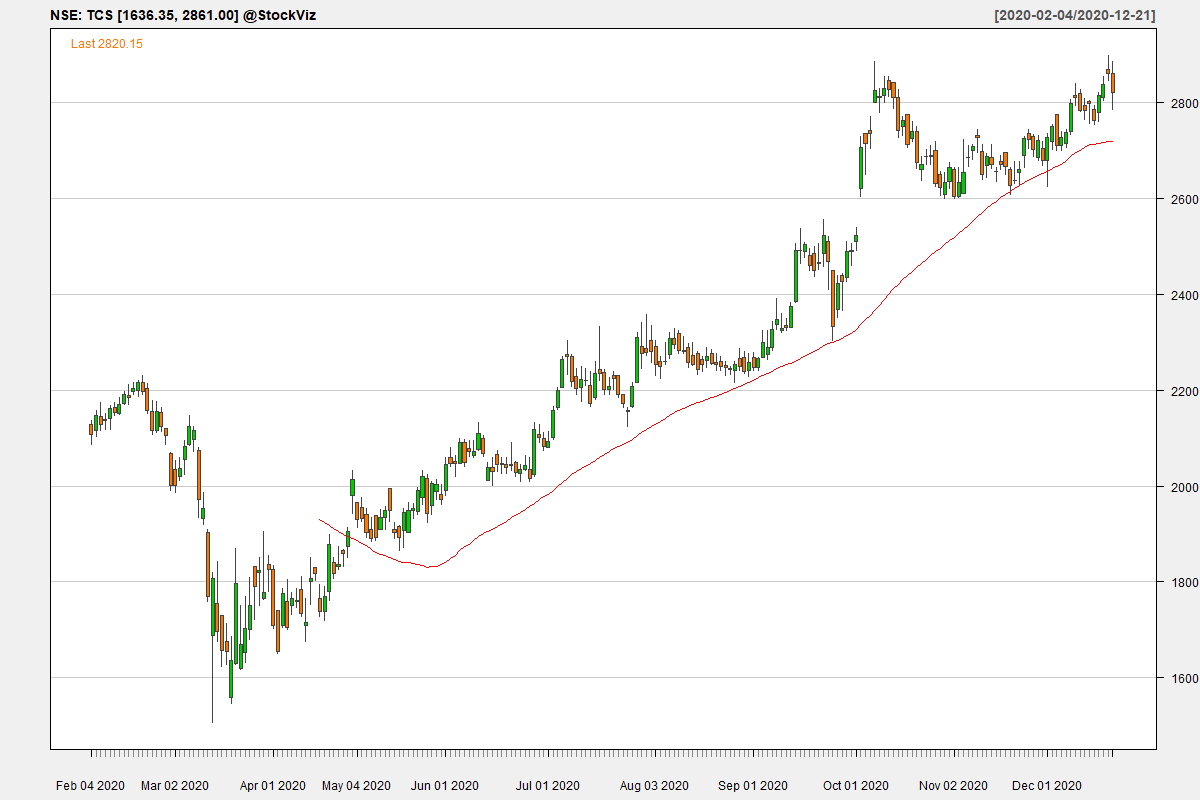 NSE: TCS [1636.35, 2861.00] @StockViz
[2020-02-04/2020-12-21]
Last 2820.15
2800
2600
2400
2200
2000
1800
1600
Feb 04 2020
Mar 02 2020
Apr 01 2020
May 04 2020
Jun 01 2020
Jul 01 2020
Aug 03 2020
Sep 01 2020
Oct 01 2020
Nov 02 2020
Dec 01 2020